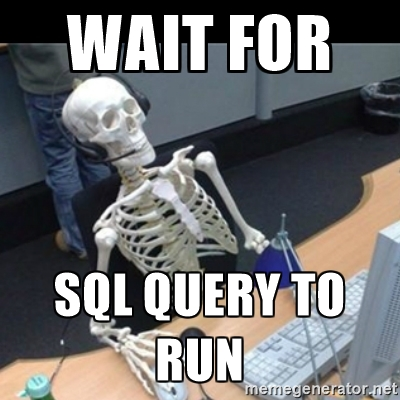 WAIT FOR
SQL QUERY TO
RUN
memegenerator.net